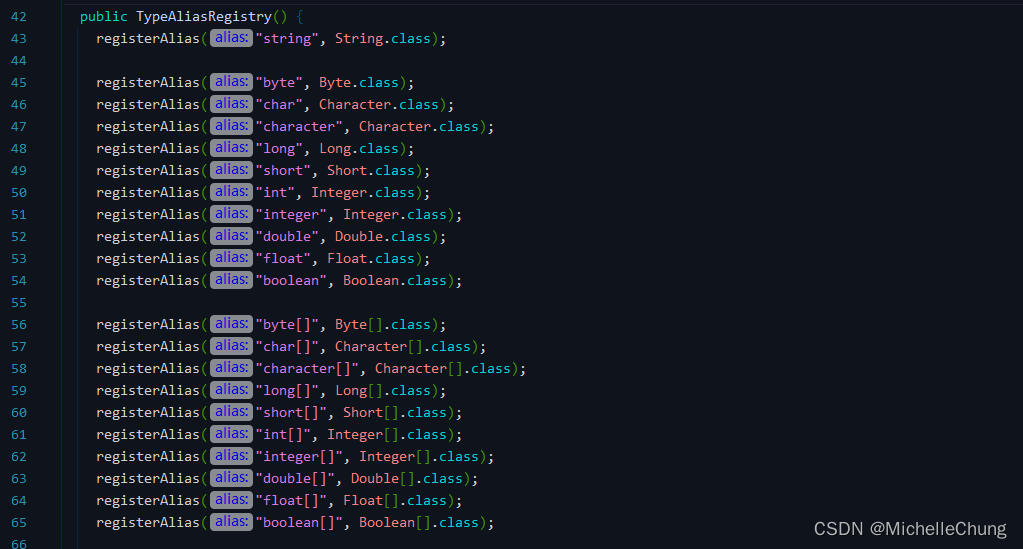 42 public TypeAliasRegistry() {
43 registerAlias( alias: "string", String.class);
44
45 registerAlias( alias: "byte", Byte.class);
46 registerAlias( alias: "char", Character.class);
47 registerAlias( alias: "character", Character.class);
48 registerAlias( alias: "long", Long.class);
49 registerAlias( alias: "short", Short.class);
50 registerAlias( alias: "int", Integer.class);
51 registerAlias( alias: "integer", Integer.class);
52 registerAlias( alias: "double", Double.class);
53 registerAlias( alias: "float", Float.class);
54 registerAlias( alias: "boolean", Boolean.class);
55
56 registerAlias( alias: "byte[]", Byte[].class);
57 registerAlias( alias: "char[]", Character[].class);
58 registerAlias( alias: "character[]", Character[].class);
59 registerAlias( alias: "long[]", Long[].class);
60 registerAlias( alias: "short[]", Short[].class);
61 registerAlias( alias: "int[]", Integer[].class);
62 registerAlias( alias: "integer[]", Integer[].class);
63 registerAlias( alias: "double[]", Double[].class);
64 registerAlias( alias: "float[]", Float[].class);
65 registerAlias( alias: "boolean[]", Boolean[].class);
66
CSDN @MichelleChung